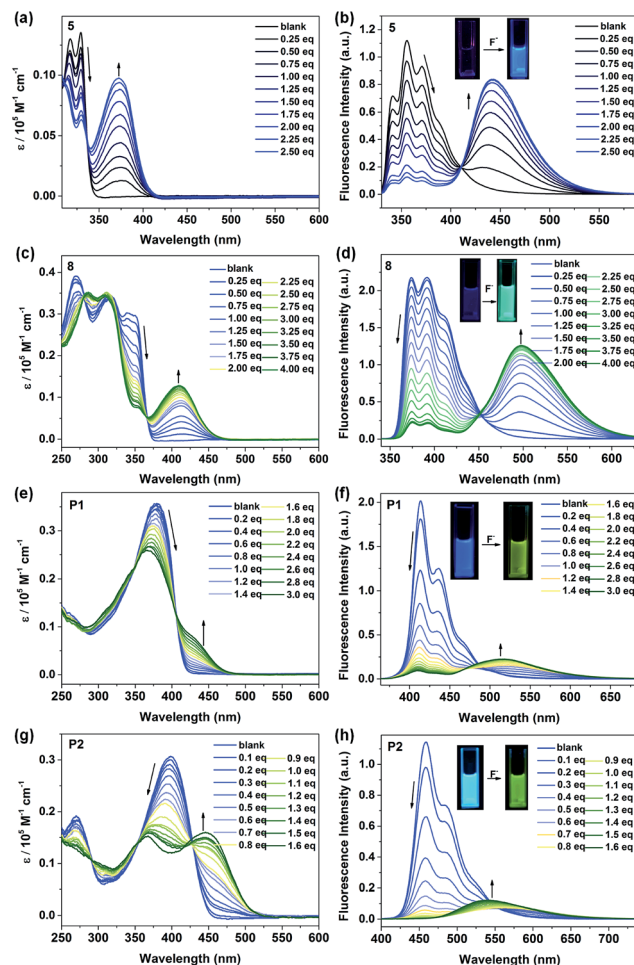 (a)
5
blank
0.25 eq
0.50 eq
0.75 eq
1.00 eq
1.25 eq
1.50 eq
1.75 eq
2.00 eq
2.25 eq
2.50 eq
0.10
0.05
0.00
ε / 10⁵ M⁻¹ cm⁻¹
350 400 450 500 550 600
Wavelength (nm)
(b)
5
F⁻
blank
0.25 eq
0.50 eq
0.75 eq
1.00 eq
1.25 eq
1.50 eq
1.75 eq
2.00 eq
2.25 eq
2.50 eq
1.2
1.0
0.8
0.6
0.4
0.2
0.0
Fluorescence Intensity (a.u.)
350 400 450 500 550
Wavelength (nm)
(c)
8
blank
0.25 eq 2.25 eq
0.50 eq 2.50 eq
0.75 eq 2.75 eq
1.00 eq 3.00 eq
1.25 eq 3.25 eq
1.50 eq 3.50 eq
1.75 eq 3.75 eq
2.00 eq 4.00 eq
0.4
0.3
0.2
0.1
0.0
ε / 10⁵ M⁻¹ cm⁻¹
250 300 350 400 450 500 550 600
Wavelength (nm)
(d)
8
F⁻
blank
0.25 eq 2.25 eq
0.50 eq 2.50 eq
0.75 eq 2.75 eq
1.00 eq 3.00 eq
1.25 eq 3.25 eq
1.50 eq 3.50 eq
1.75 eq 3.75 eq
2.00 eq 4.00 eq
2.5
2.0
1.5
1.0
0.5
0.0
Fluorescence Intensity (a.u.)
350 400 450 500 550 600
Wavelength (nm)
(e)
P1
blank 1.6 eq
0.2 eq 1.8 eq
0.4 eq 2.0 eq
0.6 eq 2.2 eq
0.8 eq 2.4 eq
1.0 eq 2.6 eq
1.2 eq 2.8 eq
1.4 eq 3.0 eq
0.3
0.2
0.1
0.0
ε / 10⁵ M⁻¹ cm⁻¹
250 300 350 400 450 500 550 600
Wavelength (nm)
(f)
P1
F⁻
blank 1.6 eq
0.2 eq 1.8 eq
0.4 eq 2.0 eq
0.6 eq 2.2 eq
0.8 eq 2.4 eq
1.0 eq 2.6 eq
1.2 eq 2.8 eq
1.4 eq 3.0 eq
2.0
1.5
1.0
0.5
0.0
Fluorescence Intensity (a.u.)
400 450 500 550 600 650
Wavelength (nm)
(g)
P2
blank 0.9 eq
0.1 eq 1.0 eq
0.2 eq 1.1 eq
0.3 eq 1.2 eq
0.4 eq 1.3 eq
0.5 eq 1.4 eq
0.6 eq 1.5 eq
0.7 eq 1.6 eq
0.8 eq
0.4
0.3
0.2
0.1
0.0
ε / 10⁵ M⁻¹ cm⁻¹
250 300 350 400 450 500 550 600
Wavelength (nm)
(h)
P2
F⁻
blank
0.1 eq 0.9 eq
0.2 eq 1.0 eq
0.3 eq 1.1 eq
0.4 eq 1.2 eq
0.5 eq 1.3 eq
0.6 eq 1.4 eq
0.7 eq 1.5 eq
0.8 eq 1.6 eq
1.2
1.0
0.8
0.6
0.4
0.2
0.0
Fluorescence Intensity (a.u.)
400 450 500 550 600 650 700
Wavelength (nm)